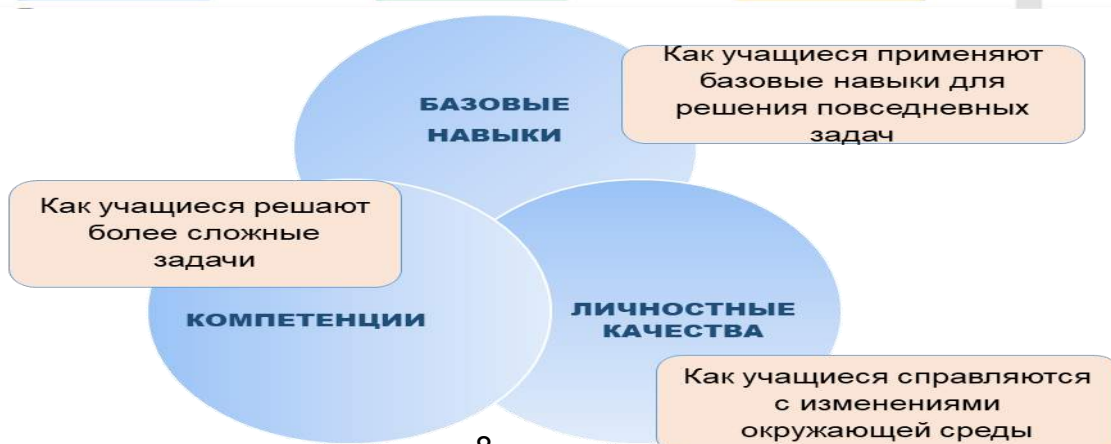 Как учащиеся применяют
базовые навыки для
решения повседневных
задач
БАЗОВЫЕ
НАВЫКИ
Как учащиеся решают
более сложные
задачи
КОМПЕТЕНЦИИ
ЛИЧНОСТНЫЕ
КАЧЕСТВА
Как учащиеся справляются
с изменениями
окружающей среды